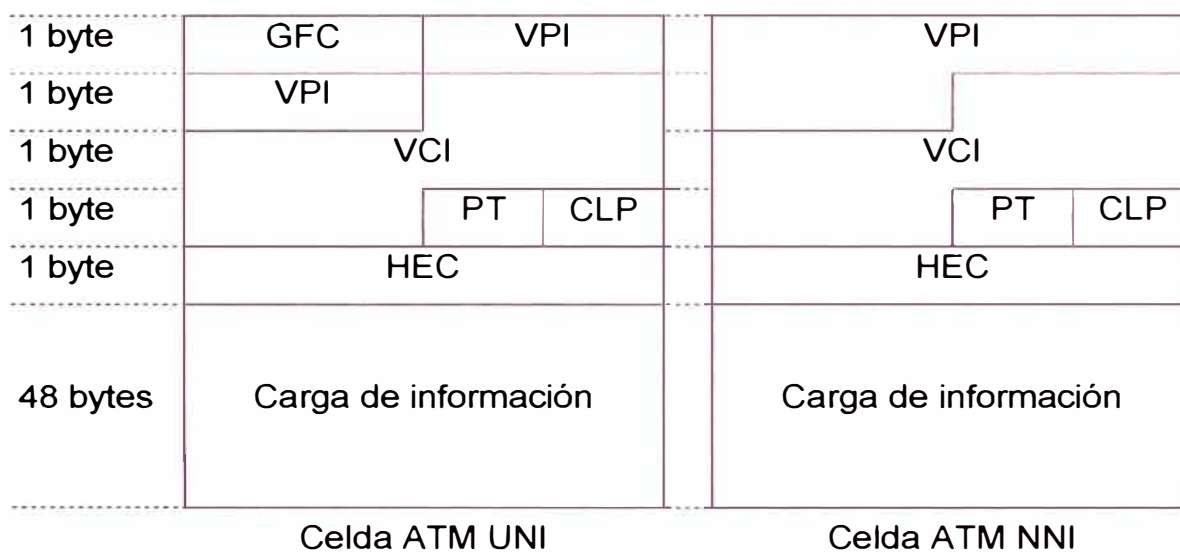 1 byte GFC VPI VPI
1 byte VPI
1 byte VCI VCI
1 byte PT CLP PT CLP
1 byte HEC HEC
48 bytes Carga de información Carga de información
Celda ATM UNI Celda ATM NNI